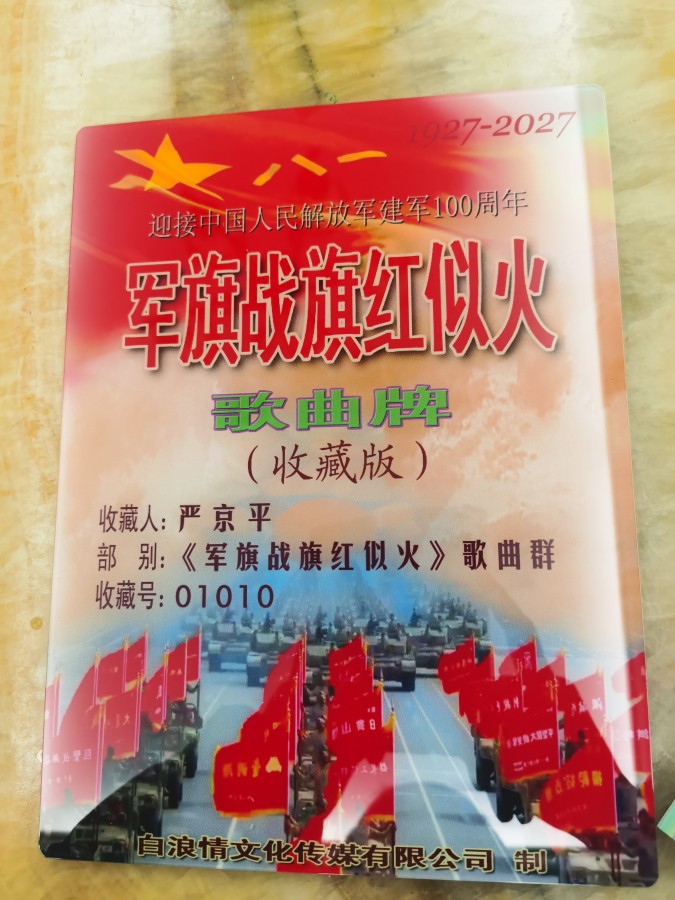 1927-2027
八一
迎接中国人民解放军建军100周年
军旗战旗红似火
歌曲牌
（收藏版）
收藏人：严京平
部 别：《军旗战旗红似火》歌曲群
收藏号：01010
白浪情文化传媒有限公司 制